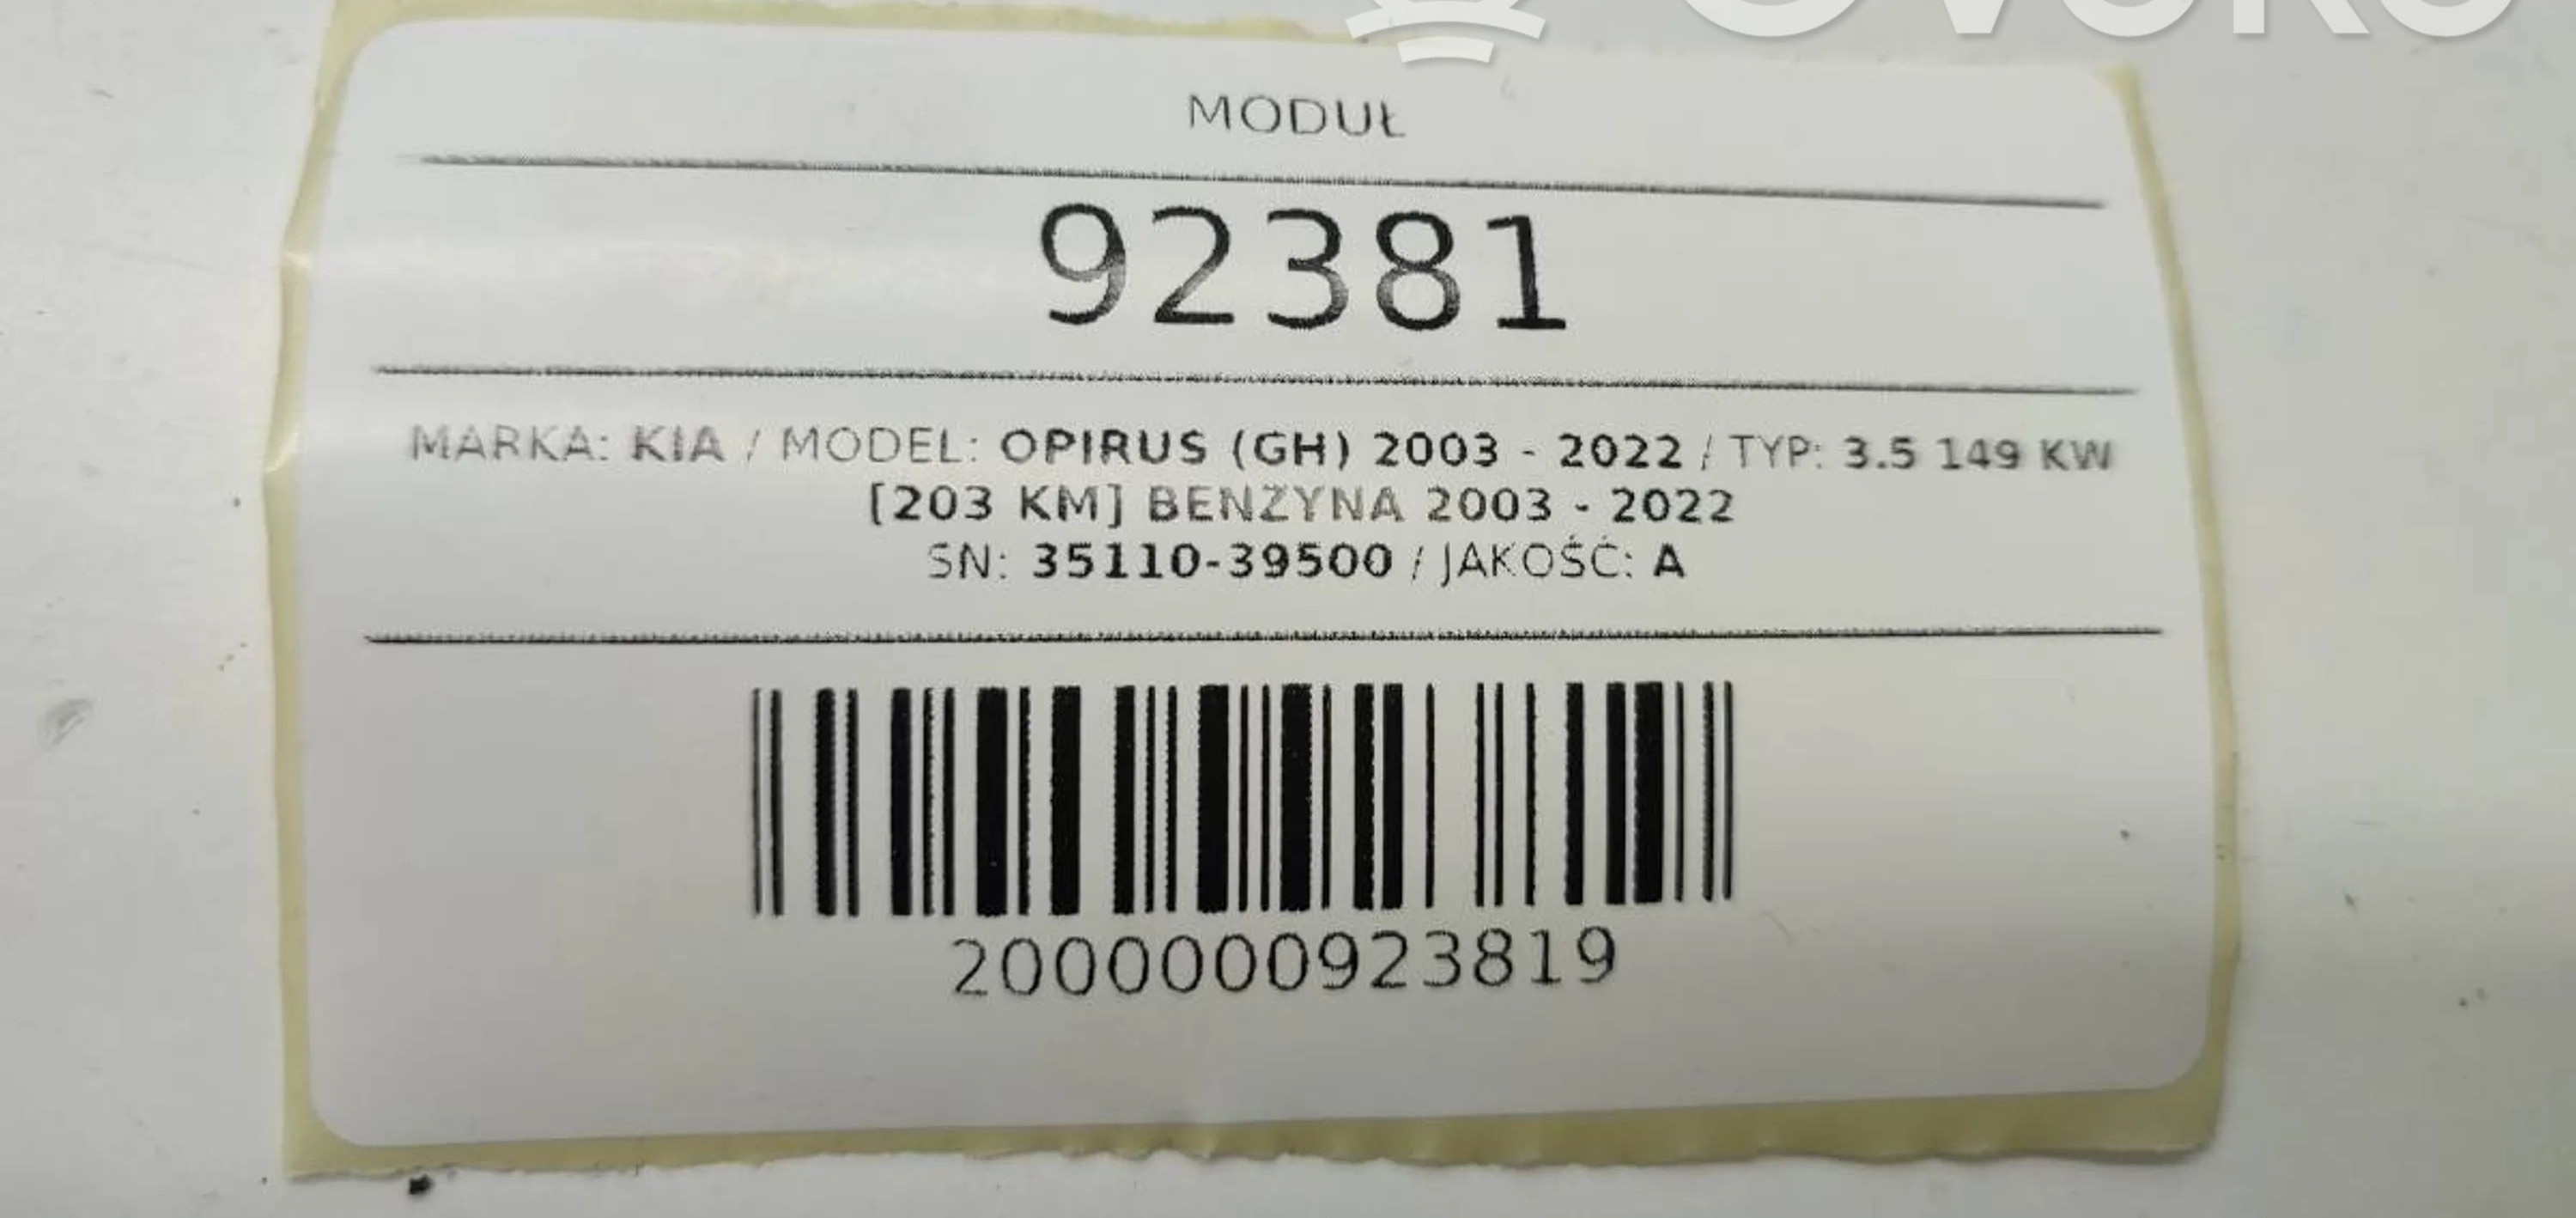 MODUŁ
92381
MARKA: KIA / MODEL: OPIRUS (GH) 2003 - 2022 / TYP: 3.5 149 KW
[203 KM] BENZYNA 2003 - 2022
SN: 35110-39500 / JAKOŚĆ: A
2000000923819